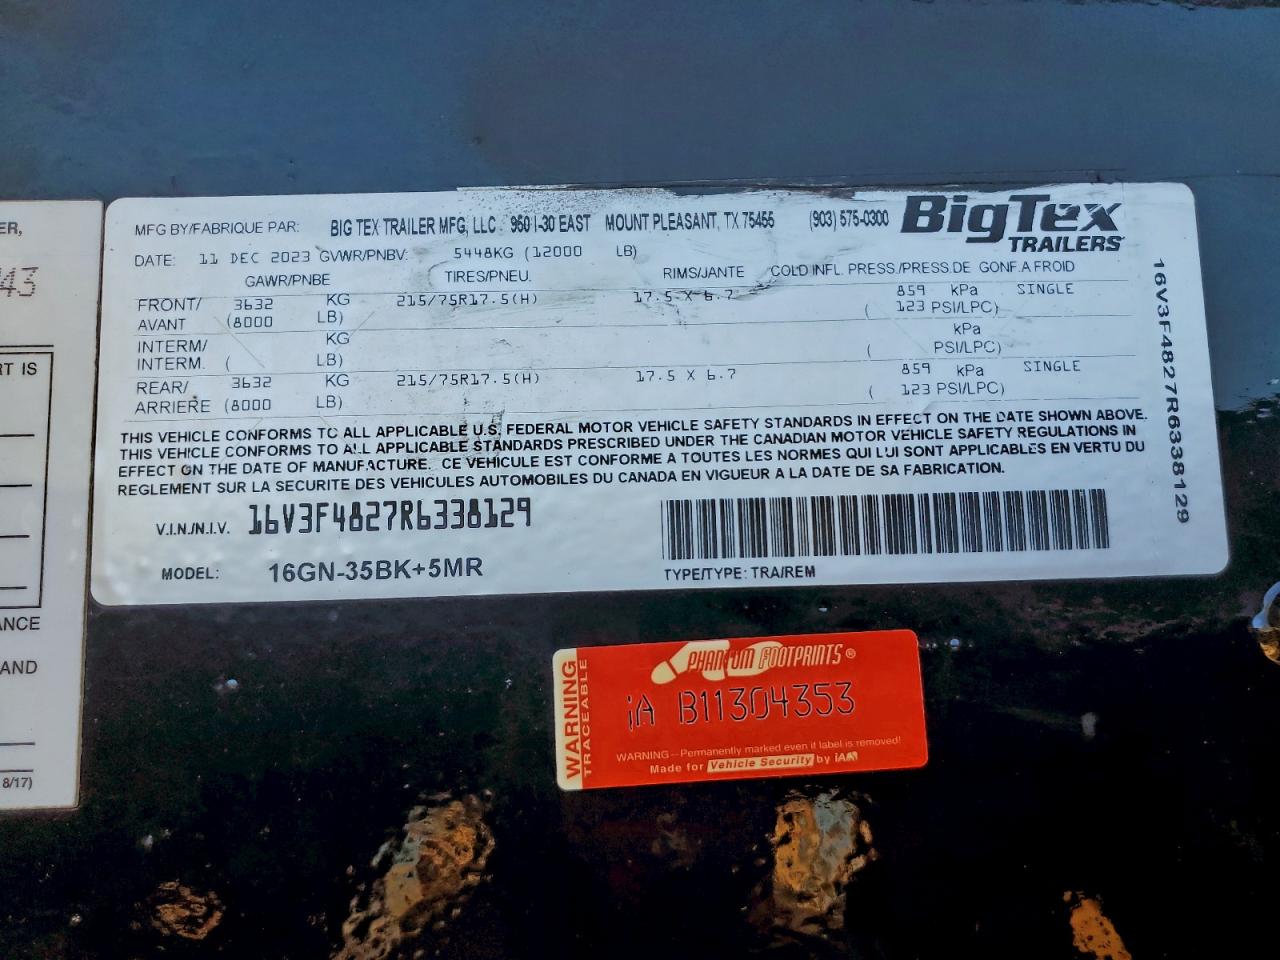 ER,
43
RT IS
ANCE
AND
8/17)
MFG BY/FABRIQUE PAR: BIG TEX TRAILER MFG, LLC. 950 I-30 EAST MOUNT PLEASANT, TX 75455 (903) 575-0300 BigTex
TRAILERS
DATE: 11 DEC 2023 GVWR/PNBV: 5448KG (12000 LB)
GAWR/PNBE TIRES/PNEU. RIMS/JANTE COLD INFL. PRESS./PRESS.DE GONF.A FROID
FRONT/ 3632 KG 215/75R17.5(H) 17.5 X 6.7 859 kPa SINGLE
AVANT (8000 LB) ( 123 PSI/LPC)
INTERM/ KG kPa
INTERM. ( LB) ( PSI/LPC)
REAR/ 3632 KG 215/75R17.5(H) 17.5 X 6.7 859 kPa SINGLE
ARRIERE (8000 LB) ( 123 PSI/LPC)
THIS VEHICLE CONFORMS TO ALL APPLICABLE U.S. FEDERAL MOTOR VEHICLE SAFETY STANDARDS IN EFFECT ON THE DATE SHOWN ABOVE.
THIS VEHICLE CONFORMS TO ALL APPLICABLE STANDARDS PRESCRIBED UNDER THE CANADIAN MOTOR VEHICLE SAFETY REGULATIONS IN
EFFECT ON THE DATE OF MANUFACTURE. CE VEHICULE EST CONFORME A TOUTES LES NORMES QUI LUI SONT APPLICABLES EN VERTU DU
REGLEMENT SUR LA SECURITE DES VEHICULES AUTOMOBILES DU CANADA EN VIGUEUR A LA DATE DE SA FABRICATION.
V.I.N./N.I.V. 16V3F4827R6338129
MODEL: 16GN-35BK+5MR TYPE/TYPE: TRA/REM
16V3F4827R6338129
WARNING
TRACEABLE
PHANTOM FOOTPRINTS®
iA B11304353
WARNING--Permanently marked even if label is removed!
Made for Vehicle Security by iAM